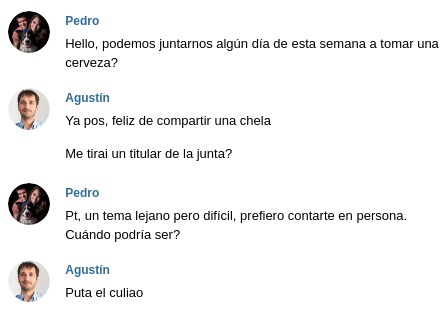 Pedro
Hello, podemos juntarnos algún día de esta semana a tomar una
cerveza?
Agustín
Ya pos, feliz de compartir una chela
Me tirai un titular de la junta?
Pedro
Pt, un tema lejano pero difícil, prefiero contarte en persona.
Cuándo podría ser?
Agustín
Puta el culiao